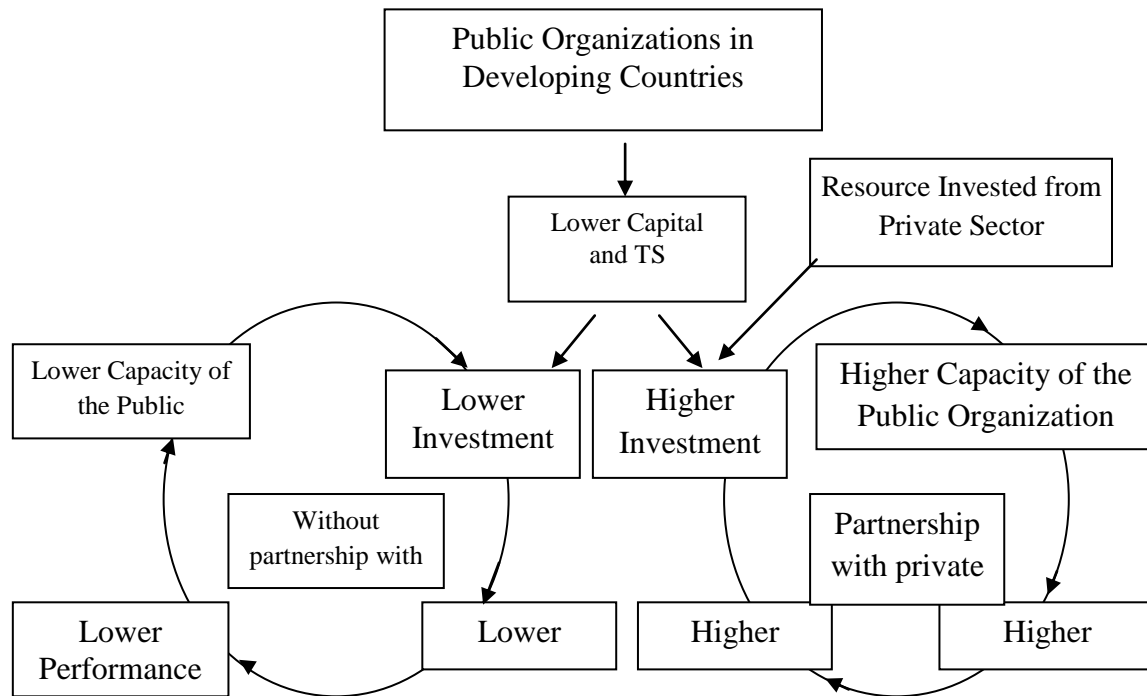 Public Organizations in
Developing Countries
Resource Invested from
Private Sector
Lower Capital
and TS
Lower Capacity of
the Public
Lower
Investment
Higher
Investment
Higher Capacity of the
Public Organization
Without
partnership with
Partnership
with private
Lower
Performance
Lower
Higher
Higher